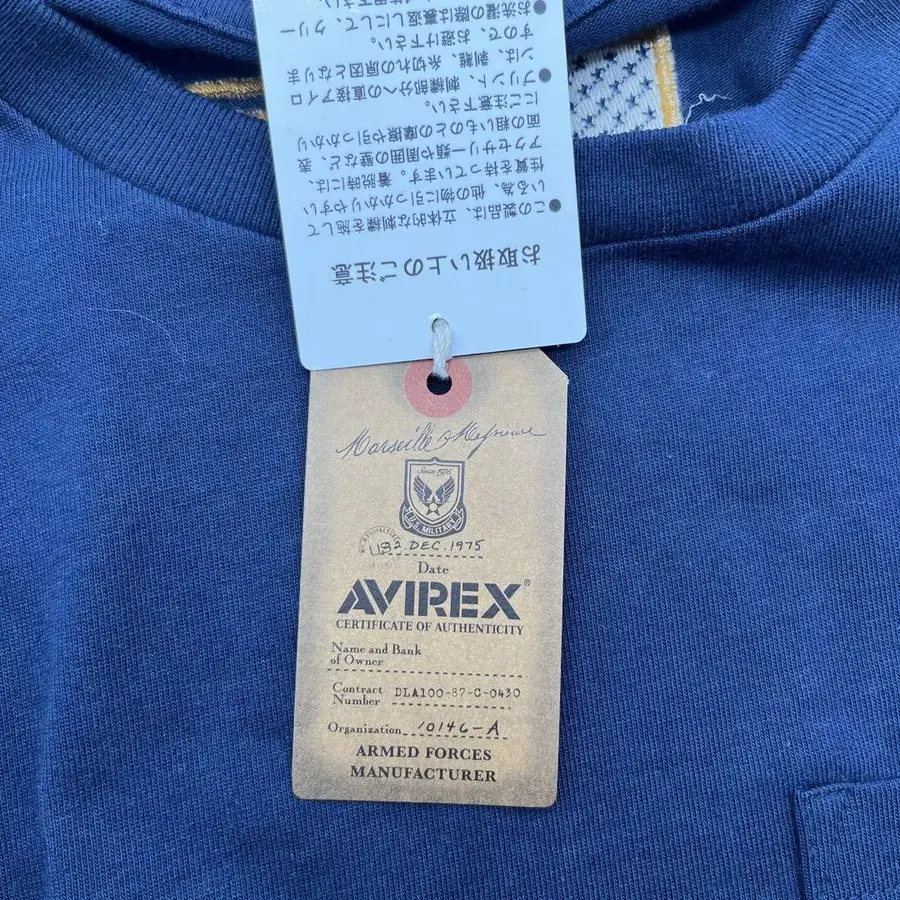 お取扱い上のご注意
●この製品は、立体的な刺繍を施して
いる為、他の物に引っかかりやすい
性質を持っています。着脱時には、
アクセサリー類や周囲の壁など、表
面の粗いものとの摩擦や引っかかり
にご注意下さい。
●プリント、刺繍部分への直接アイロ
ンは、剥離、糸切れの原因となりま
すので、お避け下さい。
●お洗濯の際は裏返しにして、クリー
Marseille
Since 1975
U.S. MILITARY
2.DEC.1975
Date
AVIREX®
CERTIFICATE OF AUTHENTICITY
Name and Bank
of Owner
Contract
Number DLA100-87-C-0430
Organization 10146-A
ARMED FORCES
MANUFACTURER